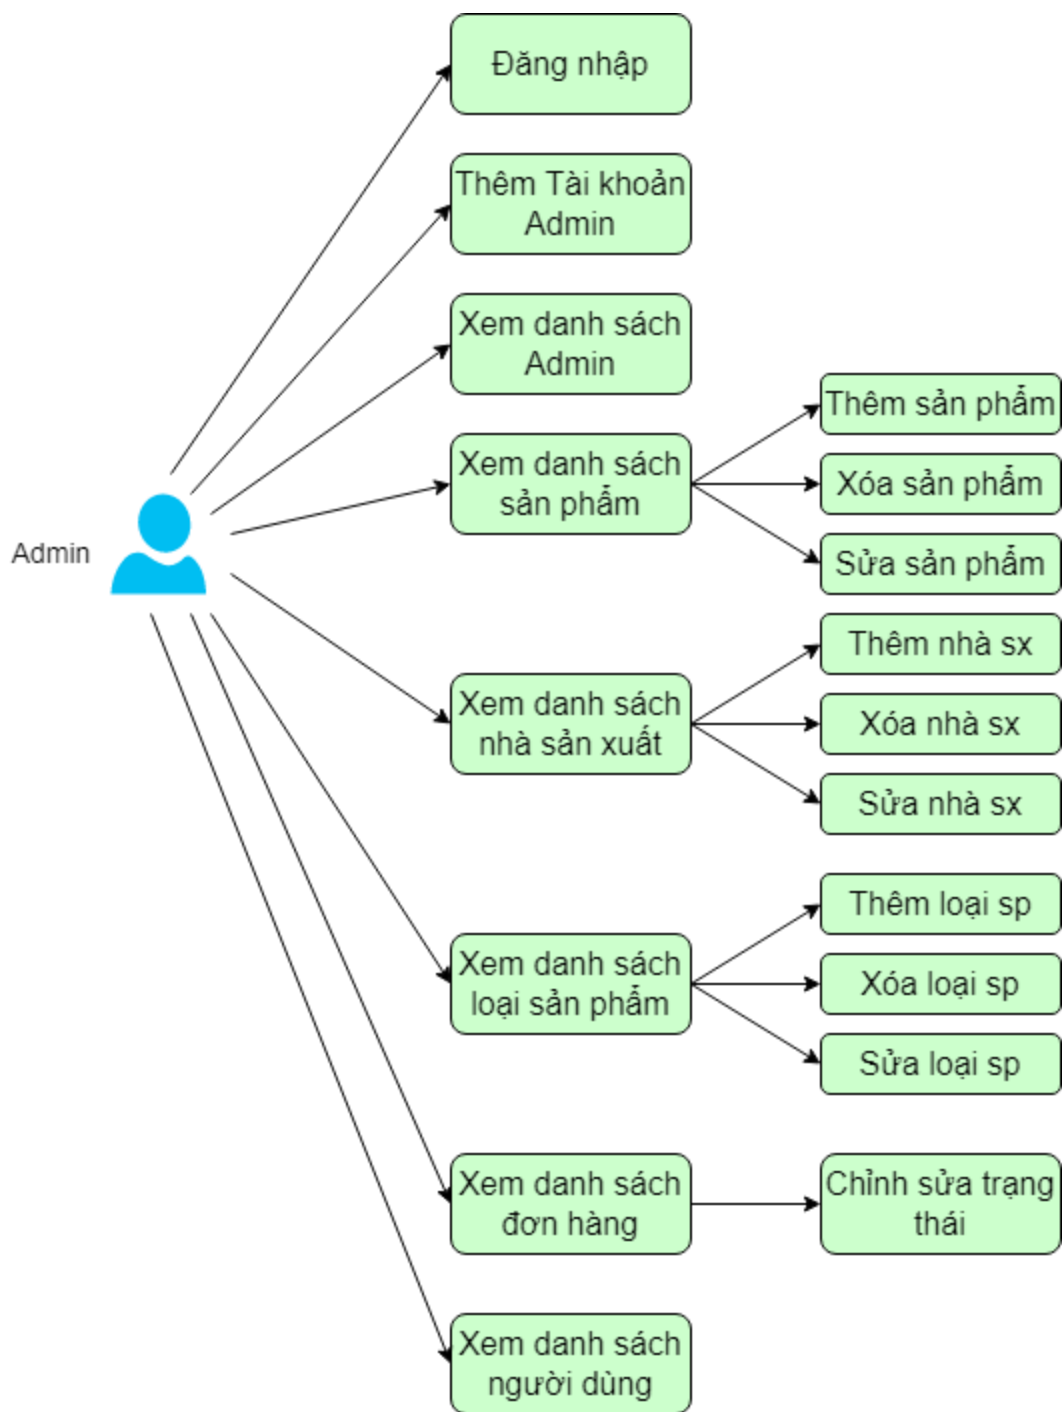 Đăng nhập
Thêm Tài khoản
Admin
Xem danh sách
Admin
Xem danh sách
sản phẩm
Thêm sản phẩm
Xóa sản phẩm
Sửa sản phẩm
Admin
Xem danh sách
nhà sản xuất
Thêm nhà sx
Xóa nhà sx
Sửa nhà sx
Xem danh sách
loại sản phẩm
Thêm loại sp
Xóa loại sp
Sửa loại sp
Xem danh sách
đơn hàng
Chỉnh sửa trạng
thái
Xem danh sách
người dùng